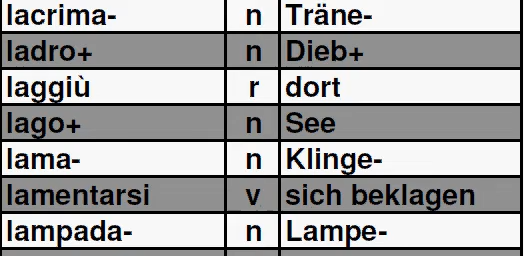 lacrima- n Träne-
ladro+ n Dieb+
laggiù r dort
lago+ n See
lama- n Klinge-
lamentarsi v sich beklagen
lampada- n Lampe-